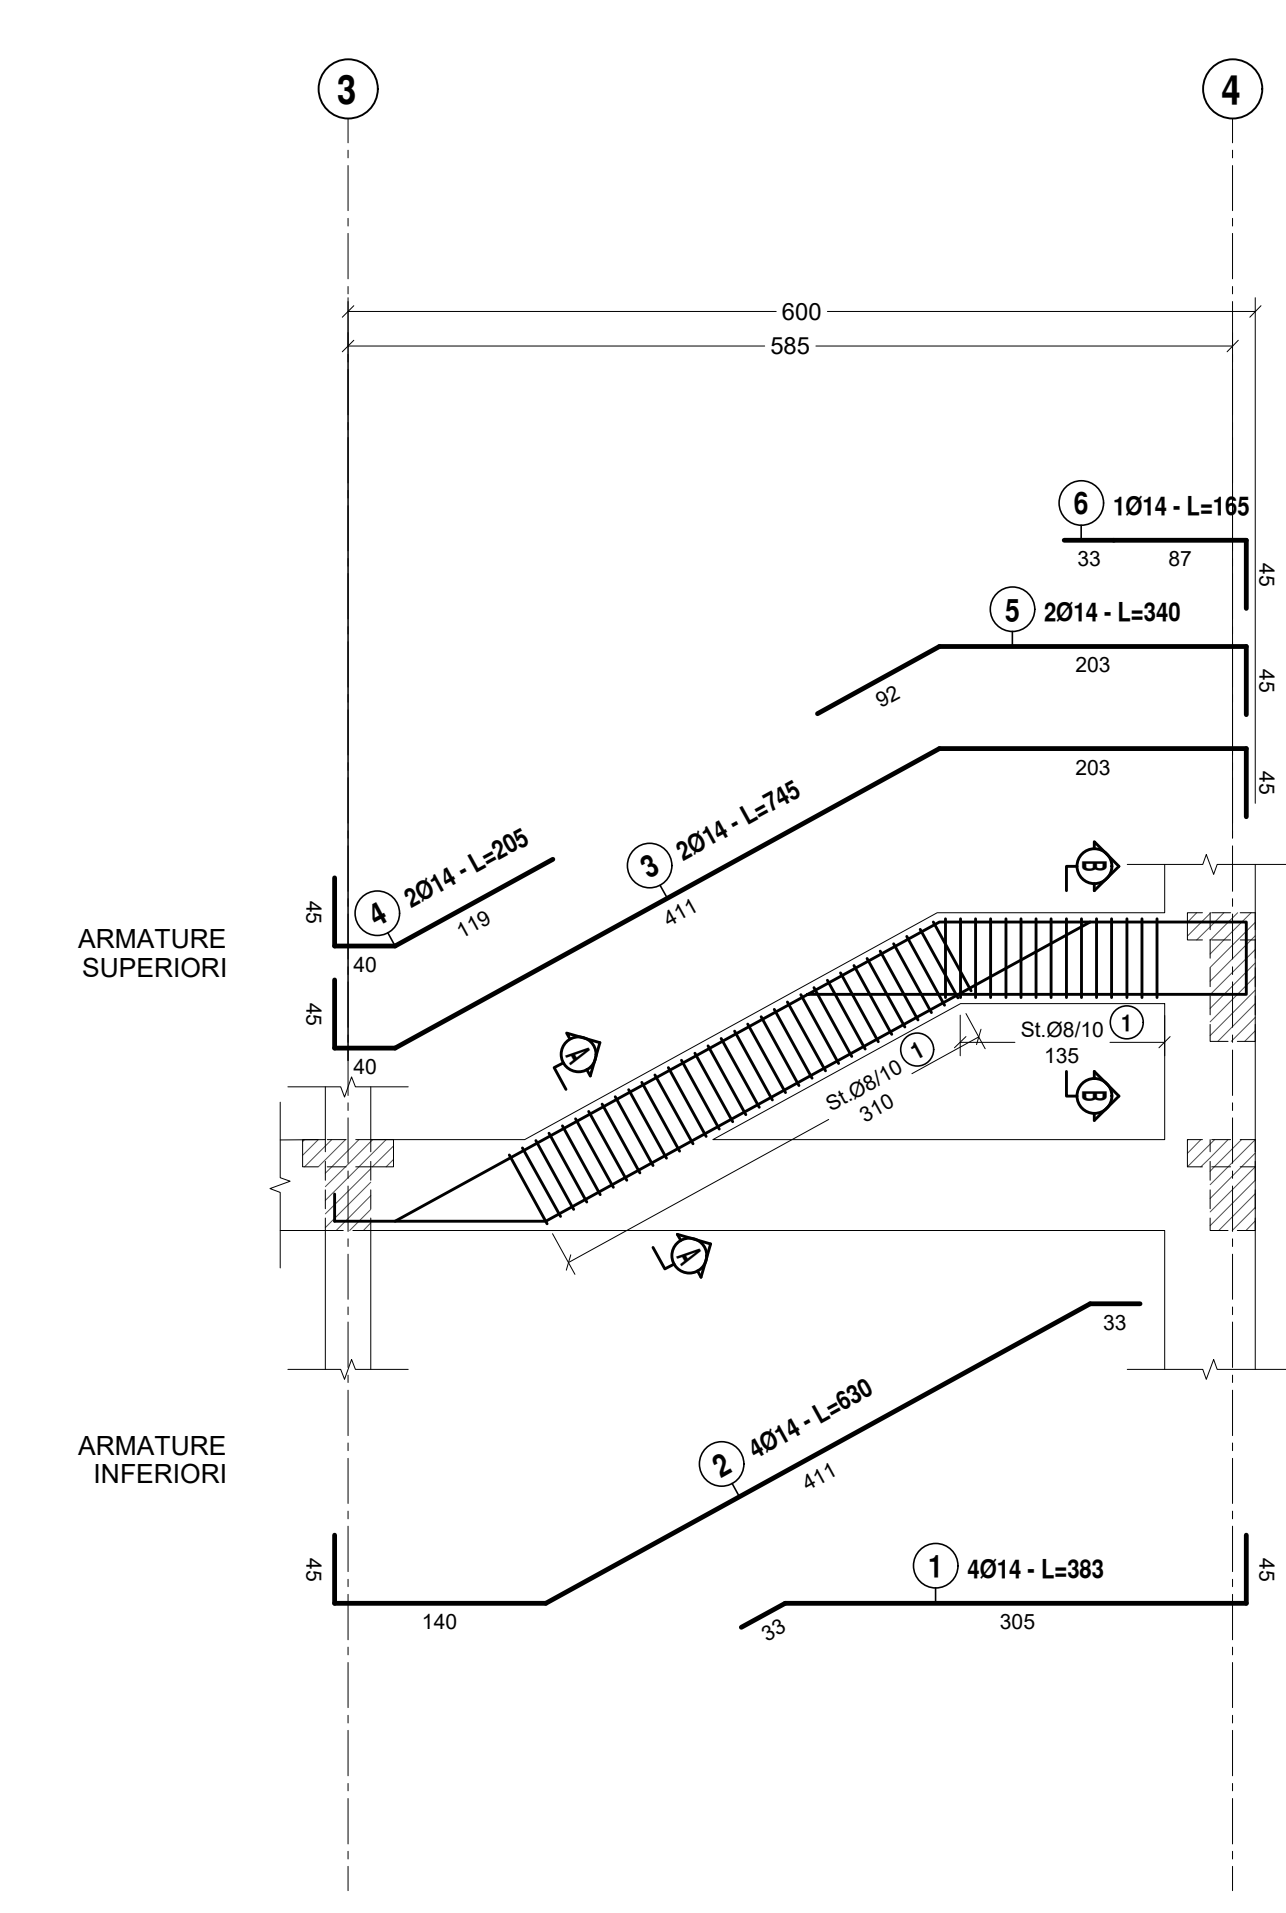 3
4
600
585
6 1Ø14 - L=165
33
87
45
5 2Ø14 - L=340
92
203
45
3 2Ø14 - L=745
203
45
411
45
40
4 2Ø14 - L=205
119
45
40
ARMATURE
SUPERIORI
B
A
St.Ø8/10 1
310
St.Ø8/10 1
135
B
A
ARMATURE
INFERIORI
33
2 4Ø14 - L=630
411
45
140
1 4Ø14 - L=383
33
305
45